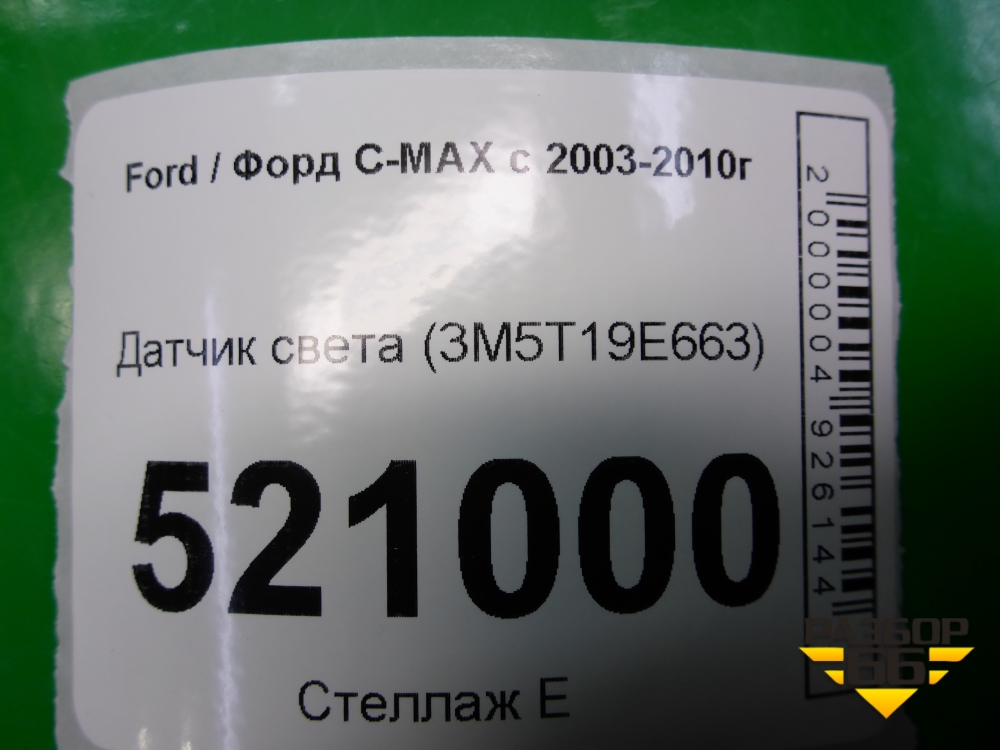 Ford / Форд C-MAX с 2003-2010г
Датчик света (3M5T19E663)
521000
Стеллаж Е
2000004926144
РАЗБОР
66